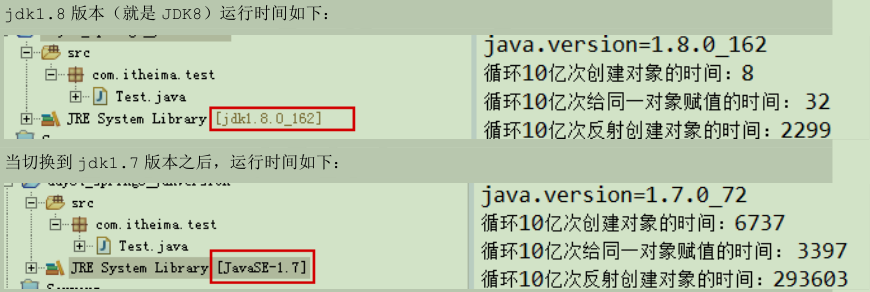 jdk1.8 版本（就是 JDK8）运行时间如下：
src
com.itheima.test
Test.java
JRE System Library [jdk1.8.0_162]
java.version=1.8.0_162
循环10亿次创建对象的时间：8
循环10亿次给同一对象赋值的时间： 32
循环10亿次反射创建对象的时间：2299
当切换到 jdk1.7 版本之后，运行时间如下：
src
com.itheima.test
Test.java
JRE System Library [JavaSE-1.7]
java.version=1.7.0_72
循环10亿次创建对象的时间：6737
循环10亿次给同一对象赋值的时间： 3397
循环10亿次反射创建对象的时间：293603